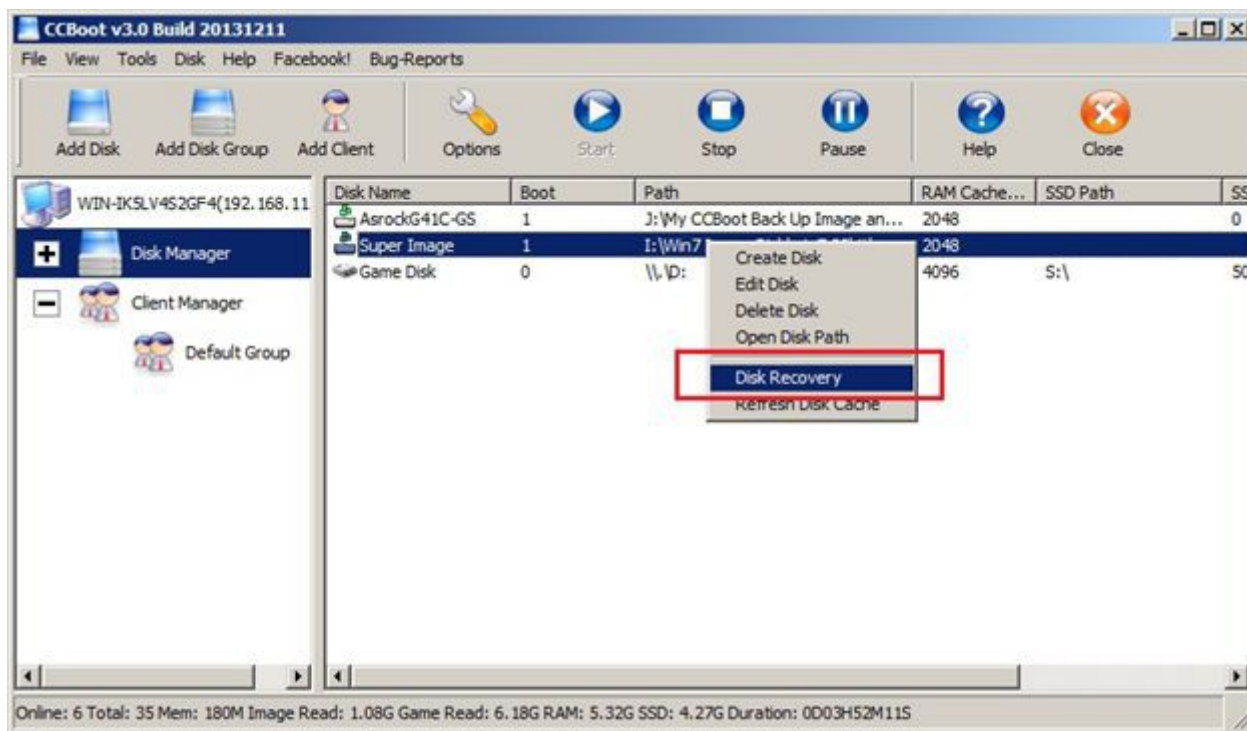 CCBoot v3.0 Build 20131211
File View Tools Disk Help Facebook! Bug-Reports
Add Disk Add Disk Group Add Client Options Start Stop Pause Help Close
WIN-IK5LV4S2GF4(192.168.11
Disk Manager
Client Manager
Default Group
Disk Name Boot Path RAM Cache... SSD Path SS
AsrockG41C-GS 1 J:\My CCBoot Back Up Image an... 2048 0
Super Image 1 I:\Win7 2048
Game Disk 0 \\.\D: 4096 S:\ 50
Create Disk
Edit Disk
Delete Disk
Open Disk Path
Disk Recovery
Refresh Disk Cache
Online: 6 Total: 35 Mem: 180M Image Read: 1.08G Game Read: 6.18G RAM: 5.32G SSD: 4.27G Duration: 0D03H52M11S